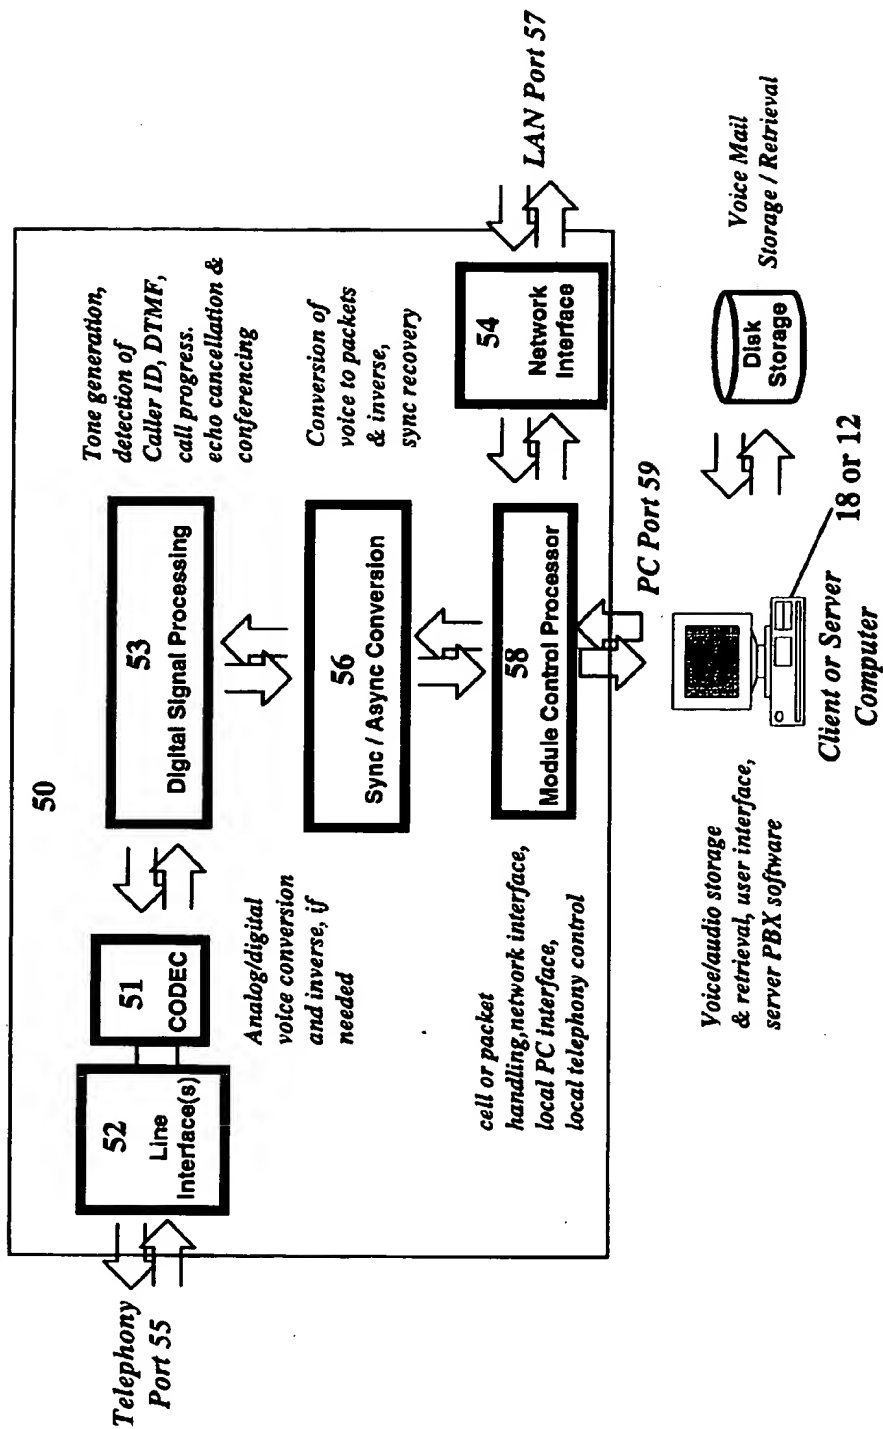 50
Telephony
Port 55
52
Line
Interface(s)
51
CODEC
Analog/digital
voice conversion
and inverse, if
needed
53
Digital Signal Processing
Tone generation,
detection of
Caller ID, DTMF,
call progress.
echo cancellation &
conferencing
56
Sync / Async Conversion
Conversion of
voice to packets
& inverse,
sync recovery
cell or packet
handling,network interface,
local PC interface,
local telephony control
58
Module Control Processor
54
Network
Interface
LAN Port 57
PC Port 59
Voice/audio storage
& retrieval, user interface,
server PBX software
Client or Server
Computer
18 or 12
Disk
Storage
Voice Mail
Storage / Retrieval